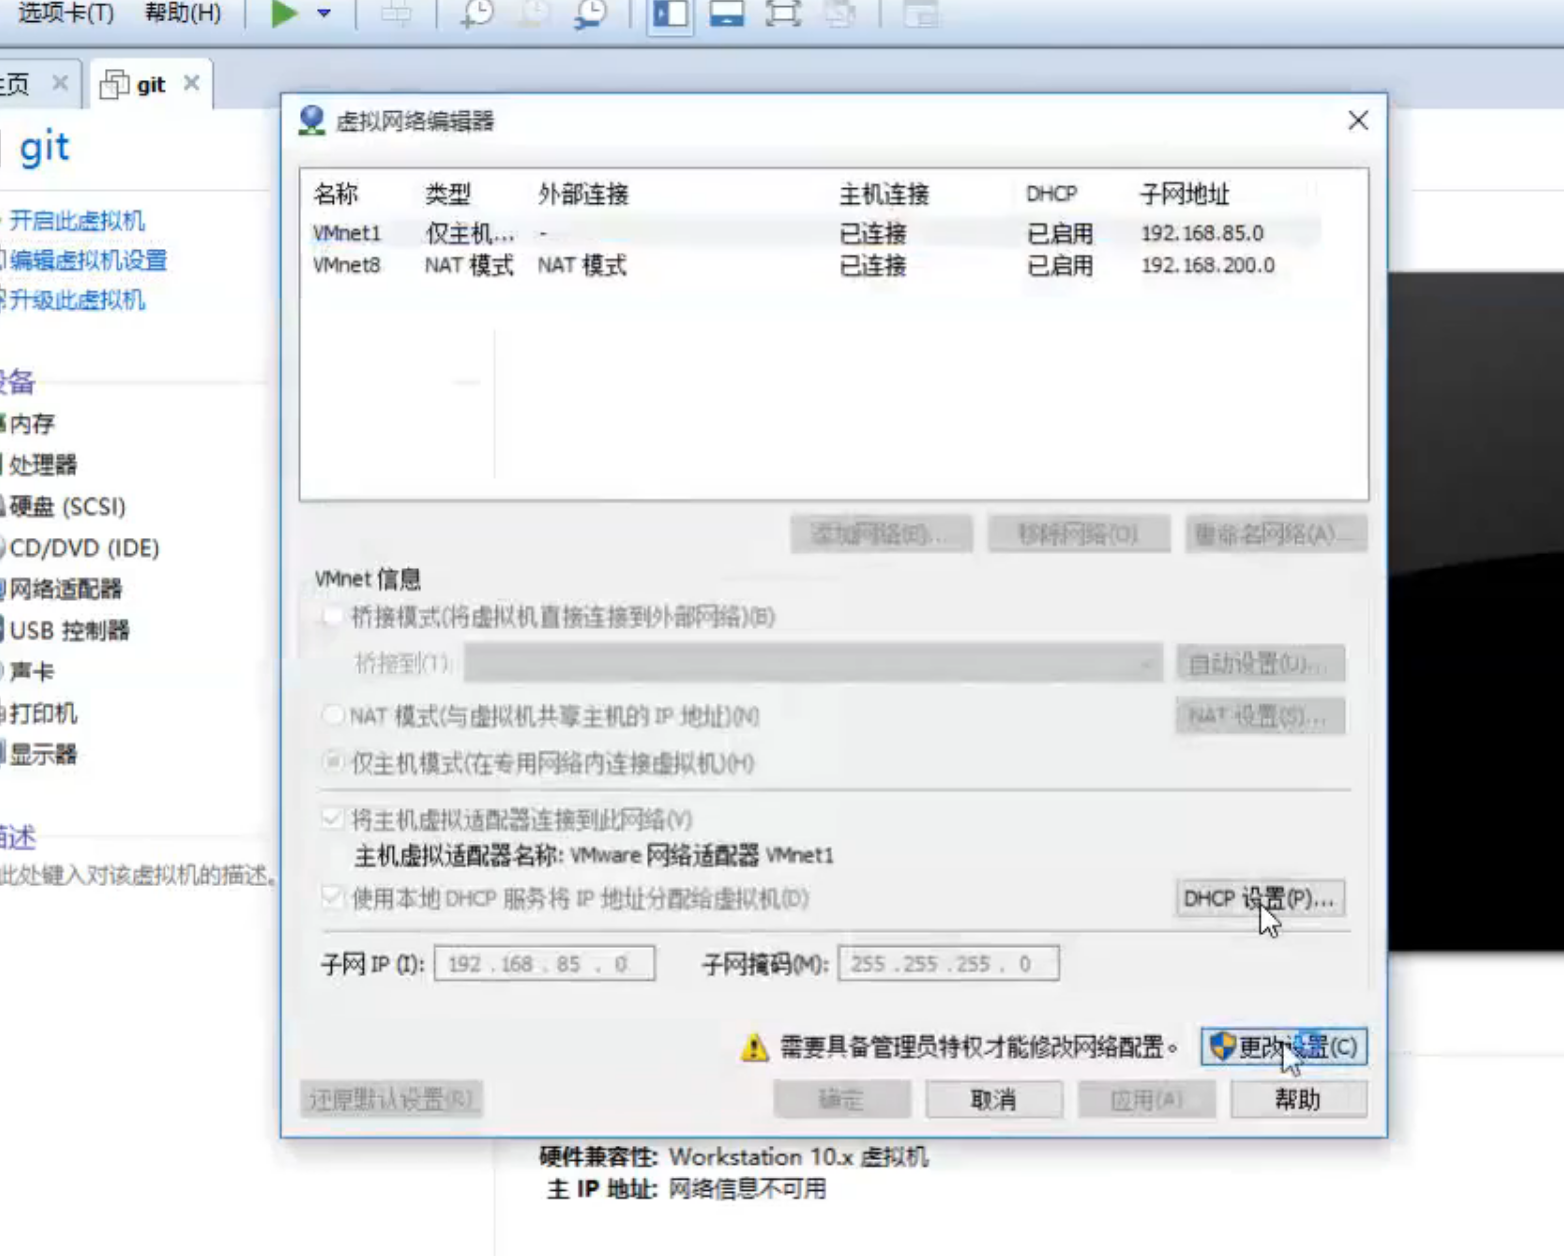 选项卡(T) 帮助(H)
页 git
git
开启此虚拟机
编辑虚拟机设置
升级此虚拟机
设备
内存
处理器
硬盘 (SCSI)
CD/DVD (IDE)
网络适配器
USB 控制器
声卡
打印机
显示器
描述
此处键入对该虚拟机的描述。
虚拟网络编辑器
名称 类型 外部连接 主机连接 DHCP 子网地址
VMnet1 仅主机... - 已连接 已启用 192.168.85.0
VMnet8 NAT 模式 NAT 模式 已连接 已启用 192.168.200.0
添加网络(E)... 移除网络(O) 重命名网络(A)...
VMnet 信息
桥接模式(将虚拟机直接连接到外部网络)(B)
桥接到(T): 自动设置(U)...
NAT 模式(与虚拟机共享主机的 IP 地址)(N) NAT 设置(S)...
仅主机模式(在专用网络内连接虚拟机)(H)
将主机虚拟适配器连接到此网络(V)
主机虚拟适配器名称: VMware 网络适配器 VMnet1
使用本地 DHCP 服务将 IP 地址分配给虚拟机(D) DHCP 设置(P)...
子网 IP (I): 192 . 168 . 85 . 0 子网掩码(M): 255 . 255 . 255 . 0
需要具备管理员特权才能修改网络配置。 更改设置(C)
还原默认设置(R) 确定 取消 应用(A) 帮助
硬件兼容性: Workstation 10.x 虚拟机
主 IP 地址: 网络信息不可用